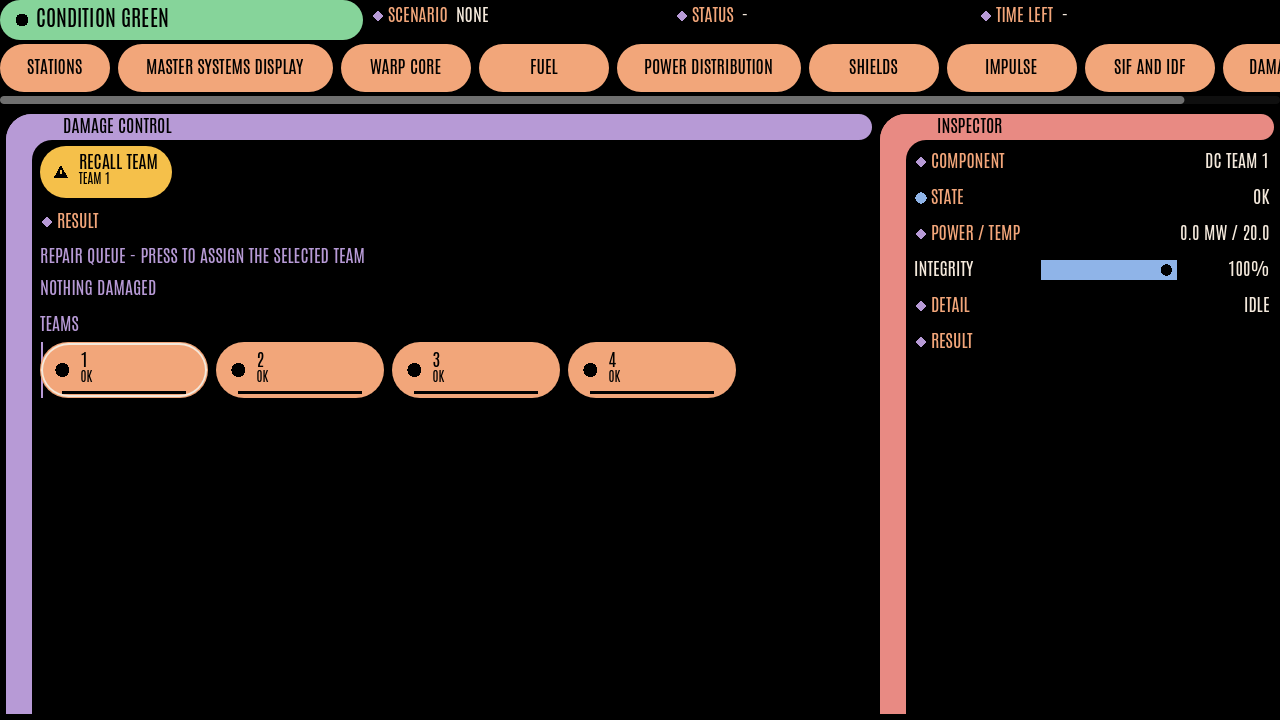 CONDITION GREEN
SCENARIO NONE
STATUS -
TIME LEFT -
STATIONS
MASTER SYSTEMS DISPLAY
WARP CORE
FUEL
POWER DISTRIBUTION
SHIELDS
IMPULSE
SIF AND IDF
DAMA
DAMAGE CONTROL
RECALL TEAM
TEAM 1
RESULT
REPAIR QUEUE - PRESS TO ASSIGN THE SELECTED TEAM
NOTHING DAMAGED
TEAMS
1
OK
2
OK
3
OK
4
OK
INSPECTOR
COMPONENT DC TEAM 1
STATE OK
POWER / TEMP 0.0 MW / 20.0
INTEGRITY 100%
DETAIL IDLE
RESULT